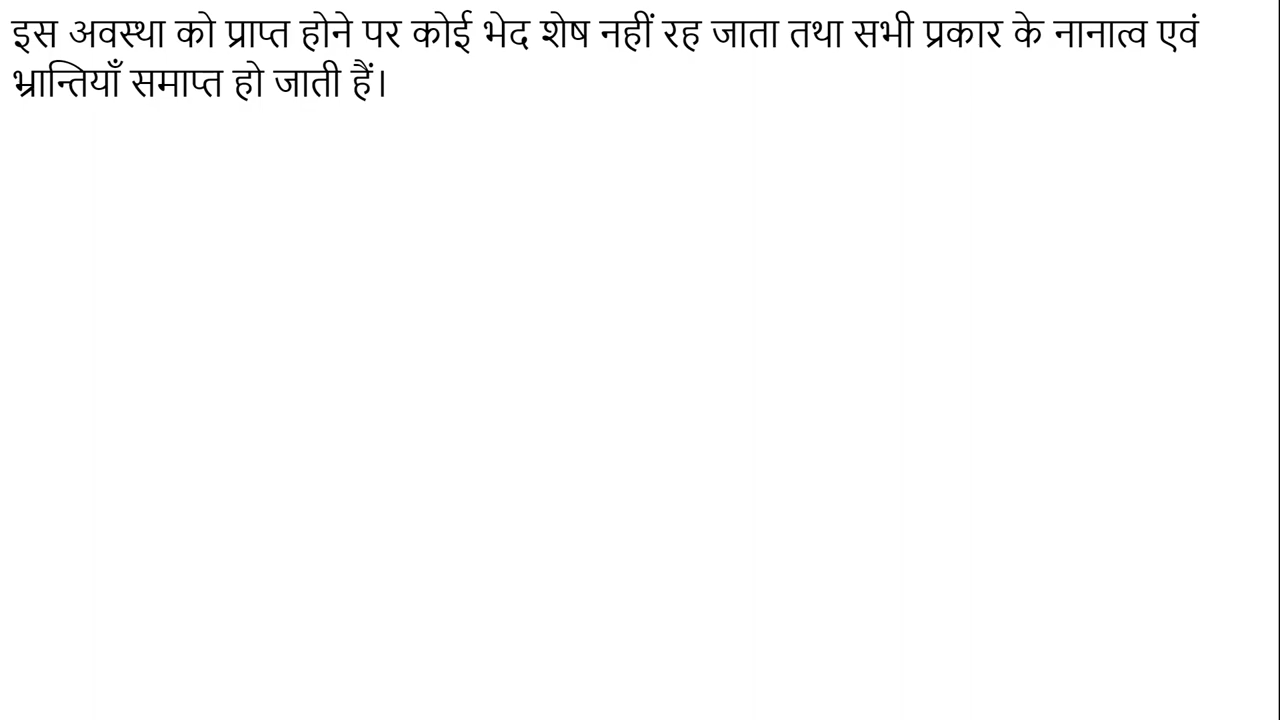 इस अवस्था को प्राप्त होने पर कोई भेद शेष नहीं रह जाता तथा सभी प्रकार के नानात्व एवं
भ्रान्तियाँ समाप्त हो जाती हैं।